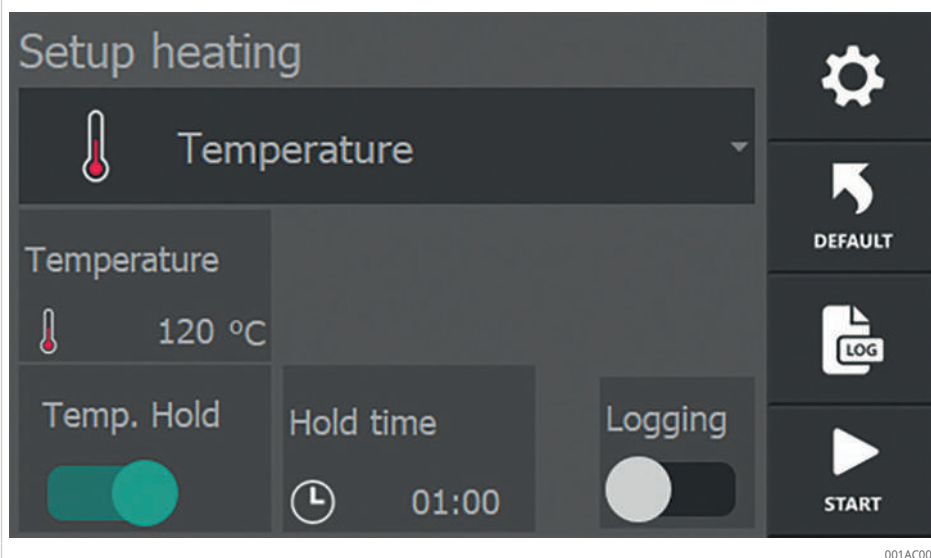 Setup heating
Temperature
DEFAULT
Temperature
120 °C
LOG
Temp. Hold
Hold time
Logging
01:00
START
001AC00